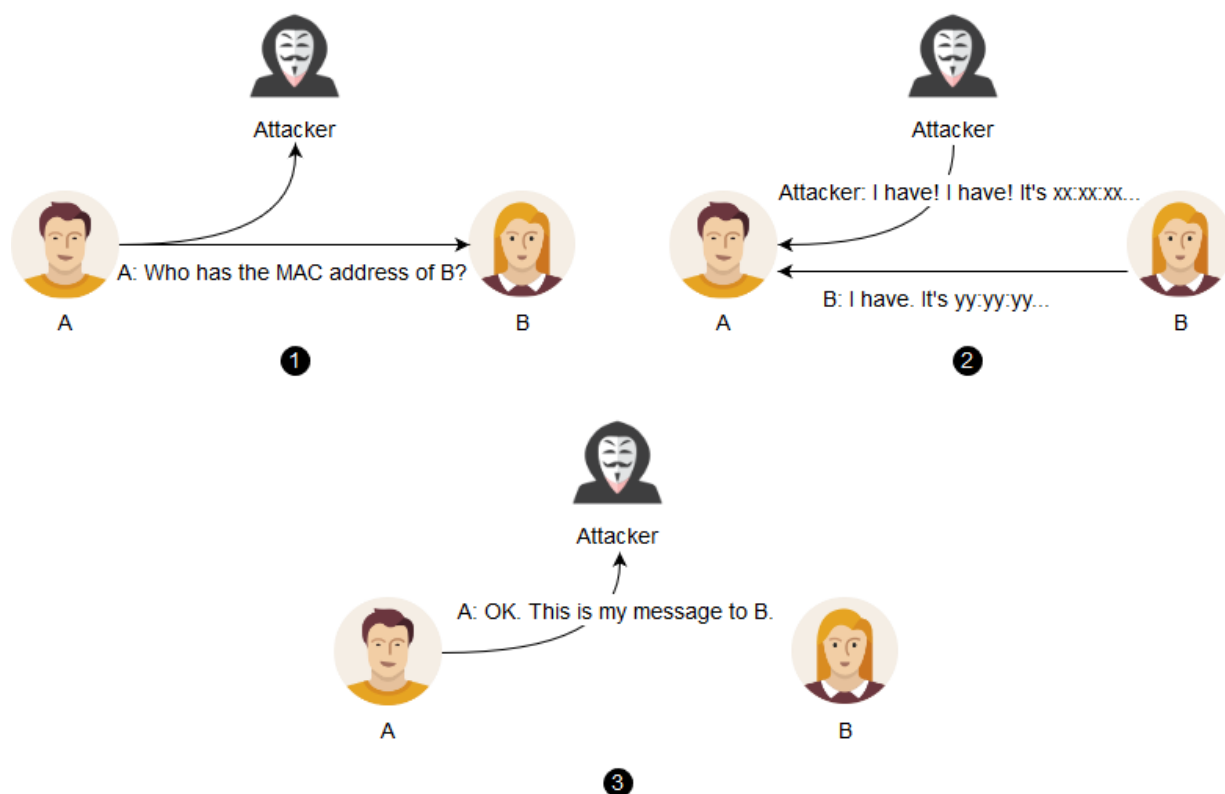 Attacker
A: Who has the MAC address of B?
A
B
1
Attacker
Attacker: I have! I have! It's xx:xx:xx...
B: I have. It's yy:yy:yy...
A
B
2
Attacker
A: OK. This is my message to B.
A
B
3